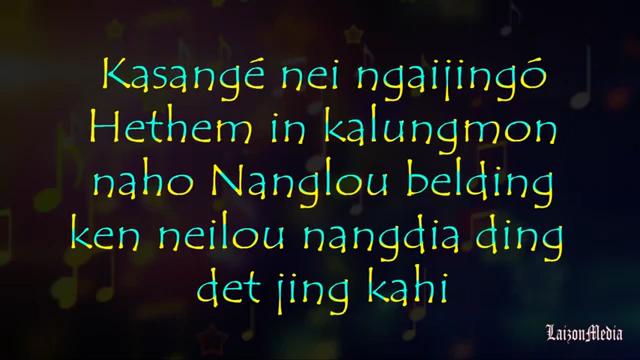 Kasangé nei ngaijingó
Hethem in kalungmon
naho Nanglou belding
ken neilou nangdia ding
det jing kahi
LaizonMedia